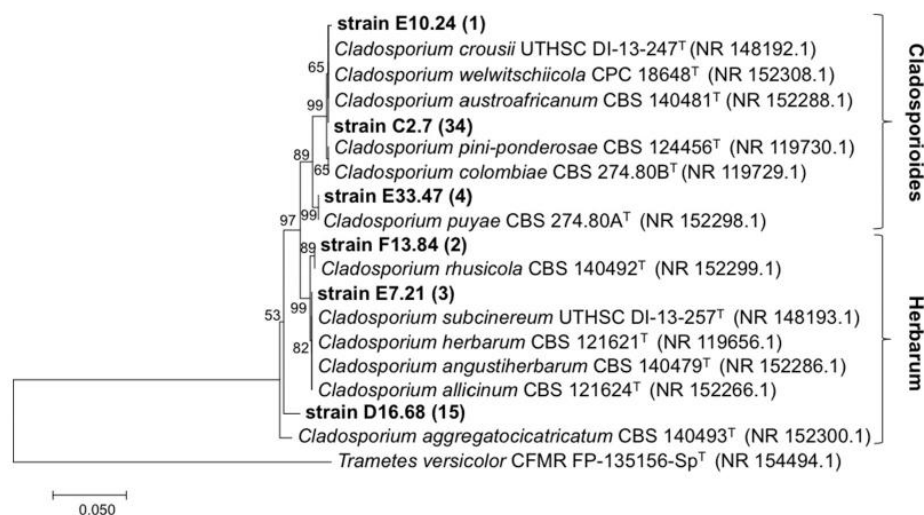 strain E10.24 (1)
Cladosporium crousii UTHSC DI-13-247ᵀ (NR 148192.1)
65
Cladosporium welwitschiicola CPC 18648ᵀ (NR 152308.1)
99
Cladosporium austroafricanum CBS 140481ᵀ (NR 152288.1)
strain C2.7 (34)
Cladosporium pini-ponderosae CBS 124456ᵀ (NR 119730.1)
89
65
Cladosporium colombiae CBS 274.80Bᵀ (NR 119729.1)
strain E33.47 (4)
99
Cladosporium puyae CBS 274.80Aᵀ (NR 152298.1)
Cladosporioides
97
strain F13.84 (2)
89
Cladosporium rhusicola CBS 140492ᵀ (NR 152299.1)
strain E7.21 (3)
99
53
Cladosporium subcinereum UTHSC DI-13-257ᵀ (NR 148193.1)
82
Cladosporium herbarum CBS 121621ᵀ (NR 119656.1)
Cladosporium angustiherbarum CBS 140479ᵀ (NR 152286.1)
Cladosporium allicinum CBS 121624ᵀ (NR 152266.1)
strain D16.68 (15)
Cladosporium aggregatocicatricatum CBS 140493ᵀ (NR 152300.1)
Herbarum
Trametes versicolor CFMR FP-135156-Spᵀ (NR 154494.1)
0.050